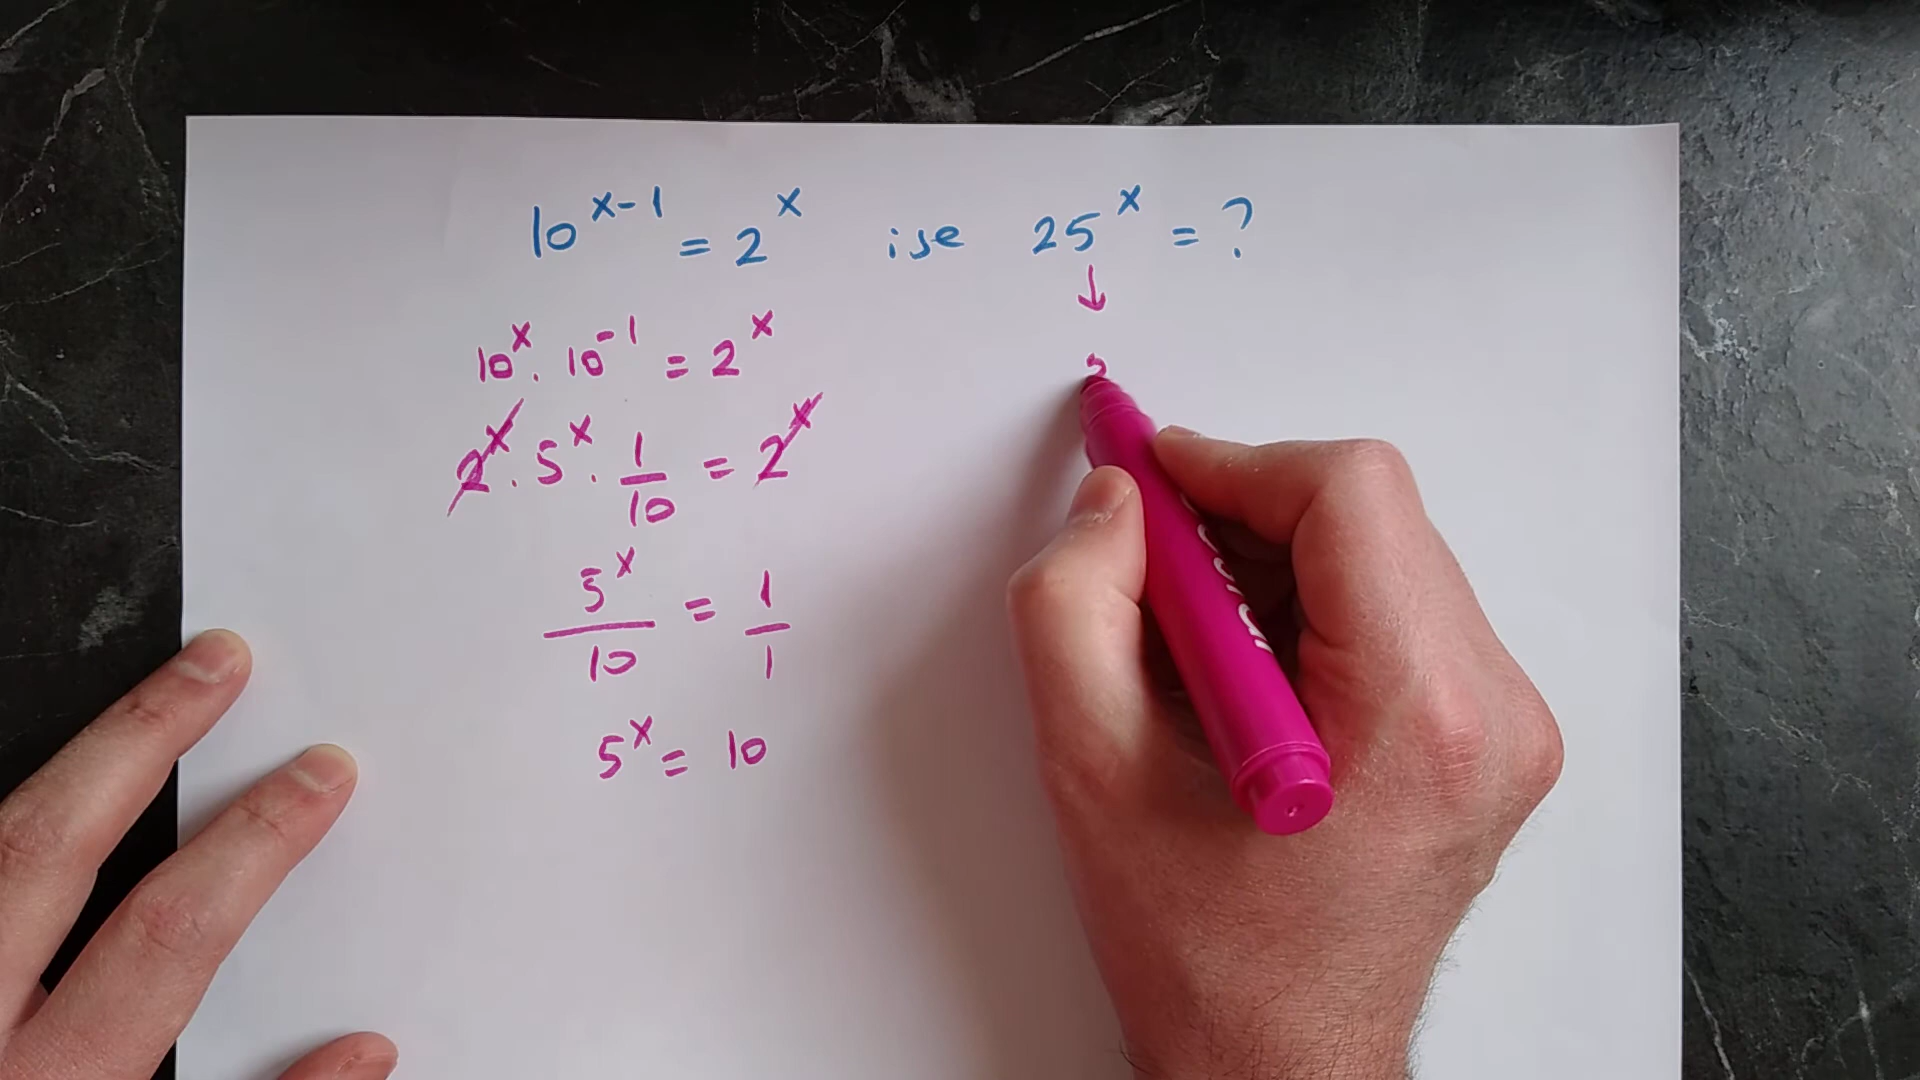 10^{x-1} = 2^x ise 25^x = ?
↓
10^x . 10^{-1} = 2^x
2^x . 5^x . 1/10 = 2^x
5^x/10 = 1/1
5^x = 10